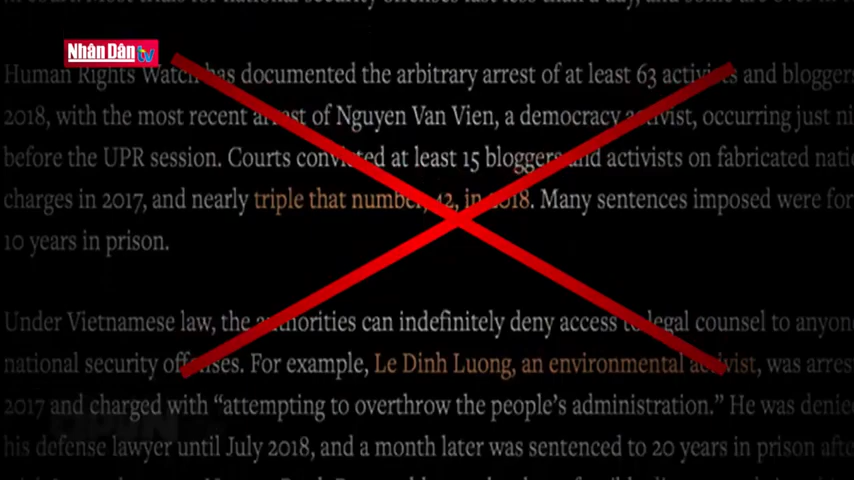 Nhân Dân tv
Human Rights Watch has documented the arbitrary arrest of at least 63 activists and bloggers
2018, with the most recent arrest of Nguyen Van Vien, a democracy activist, occurring just ni
before the UPR session. Courts convicted at least 15 bloggers and activists on fabricated nati
charges in 2017, and nearly triple that number, 42, in 2018. Many sentences imposed were for
10 years in prison.
Under Vietnamese law, the authorities can indefinitely deny access to legal counsel to anyone
national security offenses. For example, Le Dinh Luong, an environmental activist, was arres
2017 and charged with “attempting to overthrow the people’s administration.” He was denie
his defense lawyer until July 2018, and a month later was sentenced to 20 years in prison afte